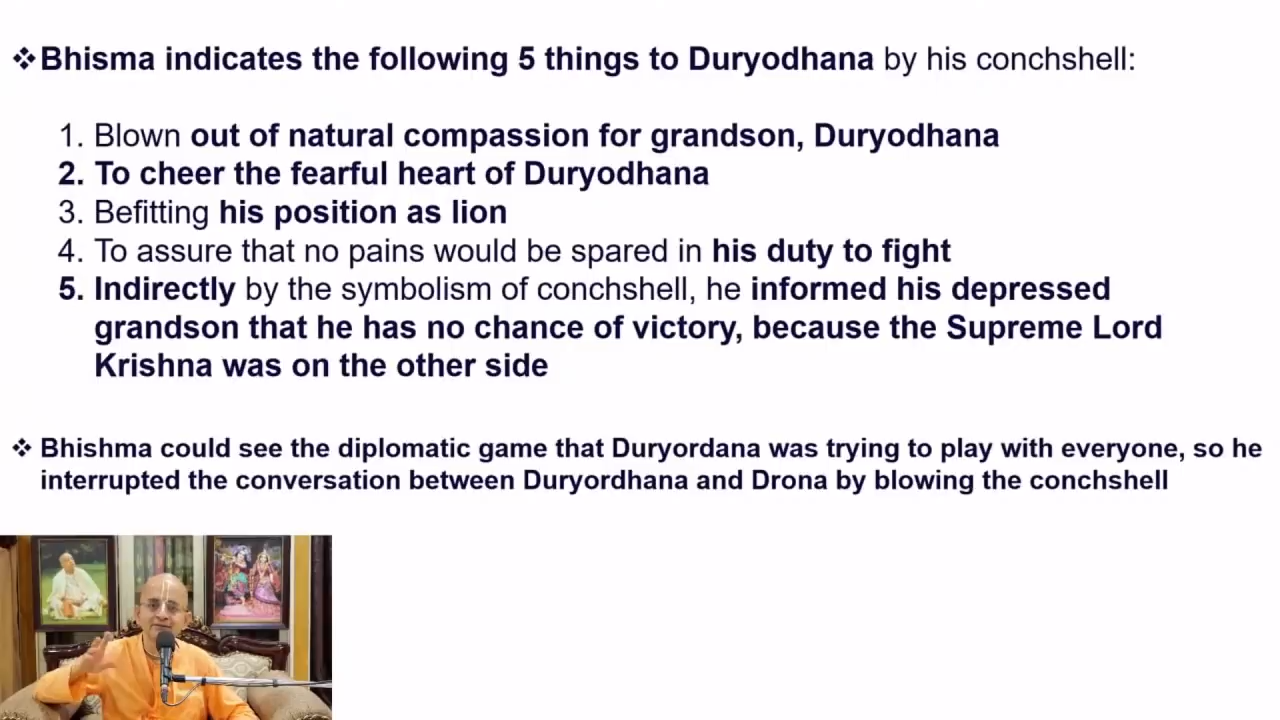 ❖Bhisma indicates the following 5 things to Duryodhana by his conchshell:
1. Blown out of natural compassion for grandson, Duryodhana
2. To cheer the fearful heart of Duryodhana
3. Befitting his position as lion
4. To assure that no pains would be spared in his duty to fight
5. Indirectly by the symbolism of conchshell, he informed his depressed
grandson that he has no chance of victory, because the Supreme Lord
Krishna was on the other side
❖ Bhishma could see the diplomatic game that Duryordana was trying to play with everyone, so he
interrupted the conversation between Duryordhana and Drona by blowing the conchshell